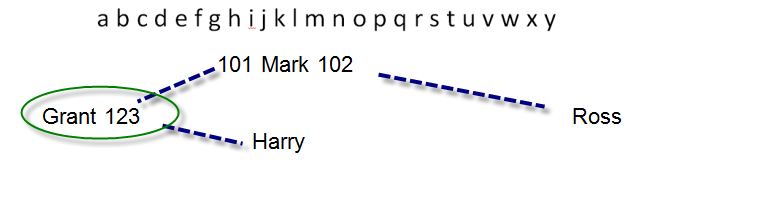 a b c d e f g h i j k l m n o p q r s t u v w x y
101 Mark 102
Grant 123
Ross
Harry